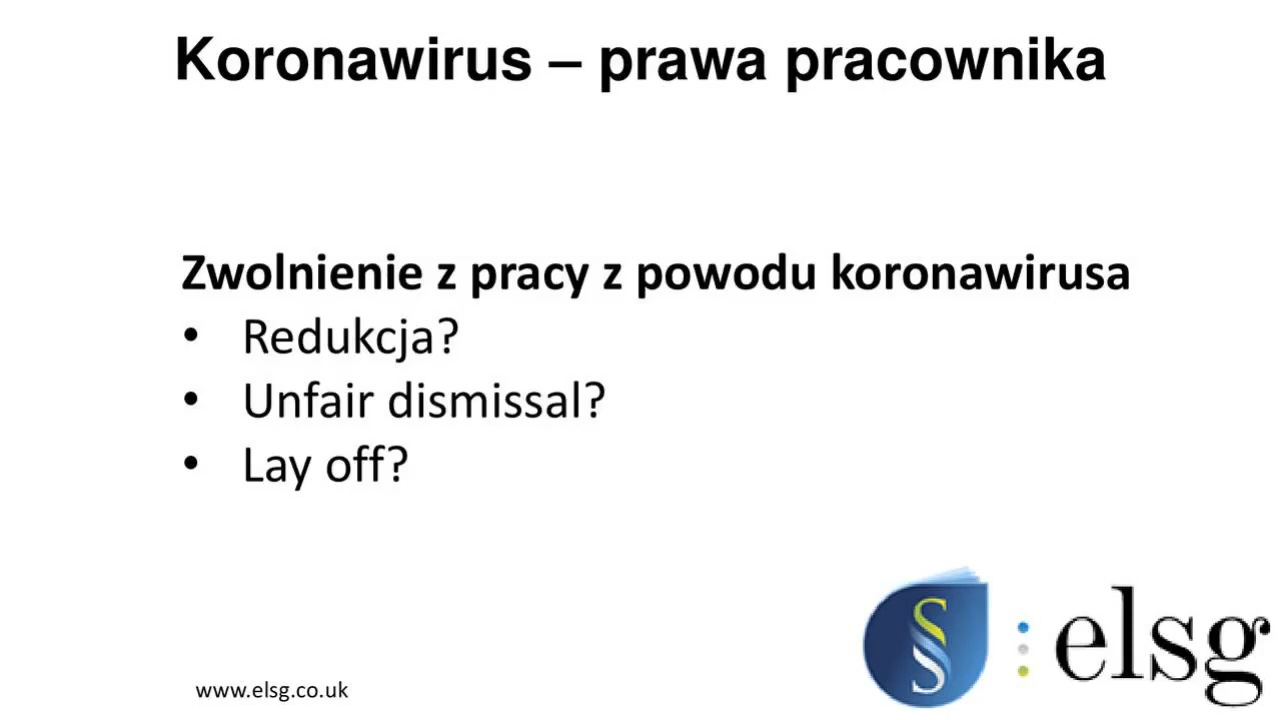 Koronawirus – prawa pracownika
Zwolnienie z pracy z powodu koronawirusa
• Redukcja?
• Unfair dismissal?
• Lay off?
www.elsg.co.uk
elsg